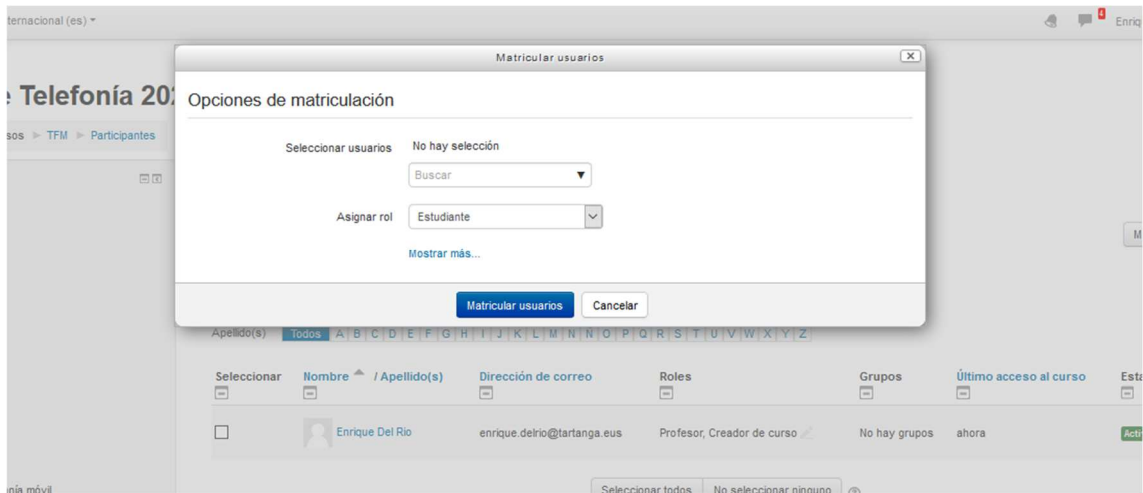 ternacional (es)
4
Enriq
Matricular usuarios
e Telefonía 20
Opciones de matriculación
sos TFM Participantes
Seleccionar usuarios No hay selección
Buscar
Asignar rol Estudiante
Mostrar más...
M
Matricular usuarios Cancelar
Apellido(s) Todos A B C D E F G H I J K L M N Ñ O P Q R S T U V W X Y Z
Seleccionar Nombre / Apellido(s) Dirección de correo Roles Grupos Último acceso al curso Esta
Enrique Del Rio enrique.delrio@tartanga.eus Profesor, Creador de curso No hay grupos ahora Acti
nía móvil
Seleccionar todos No seleccionar ninguno